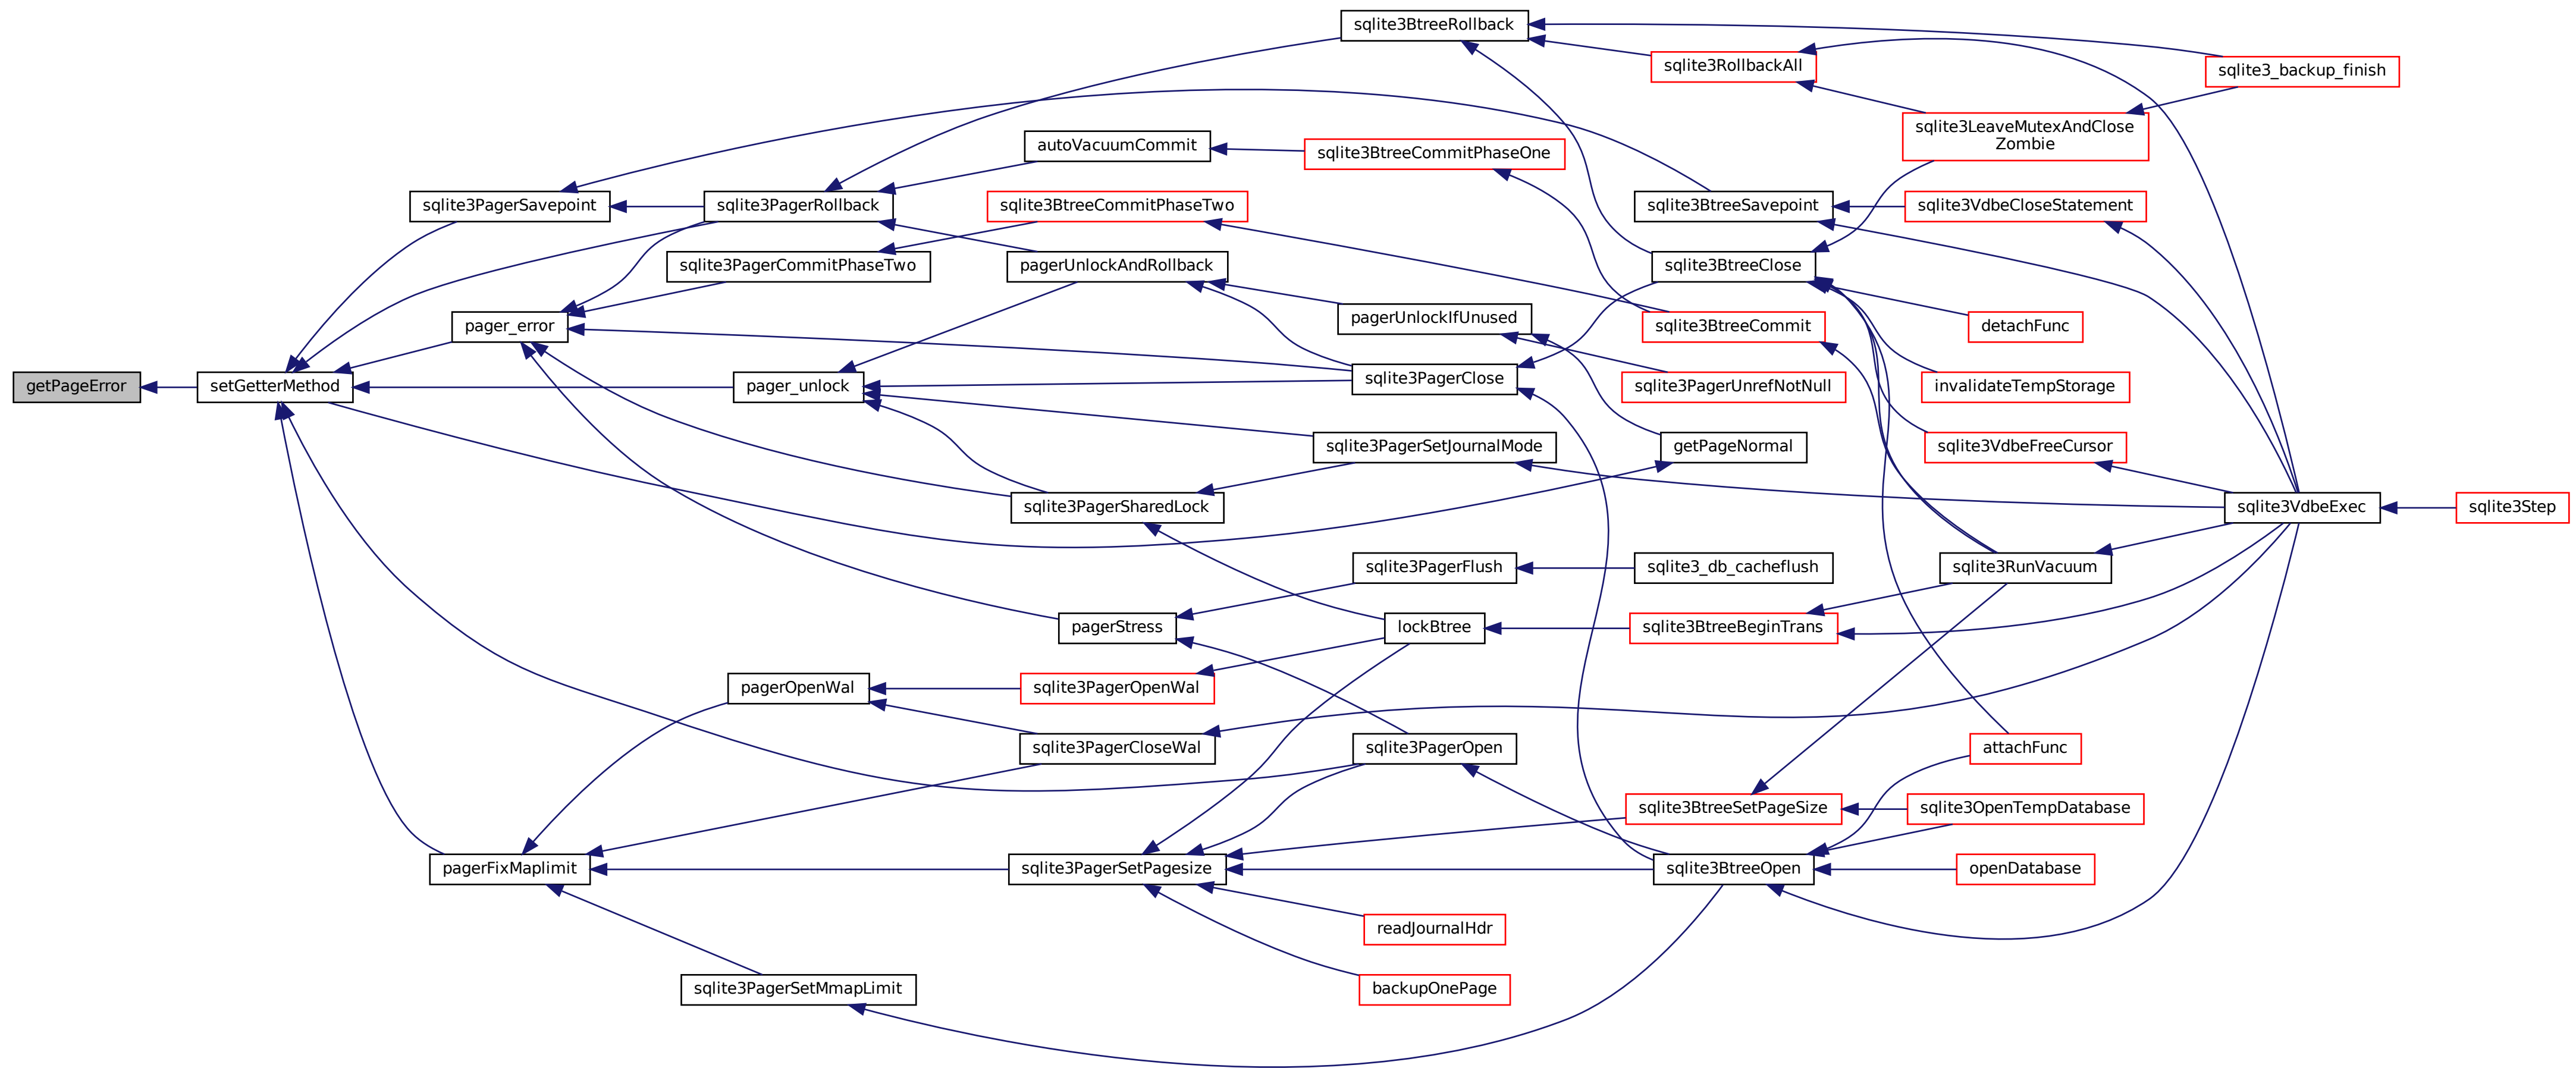 sqlite3BtreeRollback
sqlite3RollbackAll
sqlite3_backup_finish
autoVacuumCommit
sqlite3BtreeCommitPhaseOne
sqlite3LeaveMutexAndClose
Zombie
sqlite3PagerSavepoint
sqlite3PagerRollback
sqlite3BtreeCommitPhaseTwo
sqlite3BtreeSavepoint
sqlite3VdbeCloseStatement
sqlite3PagerCommitPhaseTwo
pagerUnlockAndRollback
sqlite3BtreeClose
pager_error
pagerUnlockIfUnused
sqlite3BtreeCommit
detachFunc
getPageError
setGetterMethod
pager_unlock
sqlite3PagerClose
sqlite3PagerUnrefNotNull
invalidateTempStorage
sqlite3PagerSetJournalMode
getPageNormal
sqlite3VdbeFreeCursor
sqlite3PagerSharedLock
sqlite3VdbeExec
sqlite3Step
sqlite3PagerFlush
sqlite3_db_cacheflush
sqlite3RunVacuum
pagerStress
lockBtree
sqlite3BtreeBeginTrans
pagerOpenWal
sqlite3PagerOpenWal
sqlite3PagerCloseWal
sqlite3PagerOpen
attachFunc
sqlite3BtreeSetPageSize
sqlite3OpenTempDatabase
pagerFixMaplimit
sqlite3PagerSetPagesize
sqlite3BtreeOpen
openDatabase
readJournalHdr
sqlite3PagerSetMmapLimit
backupOnePage